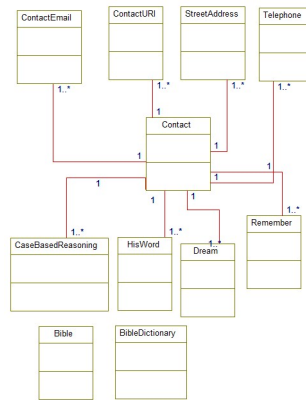 ContactEmail
ContactURI
StreetAddress
Telephone
1..*
1..*
1..*
1..*
1
Contact
1
1
1
1
1
1
1
1..*
1..*
1..*
1..*
CaseBasedReasoning
HisWord
Dream
Remember
Bible
BibleDictionary